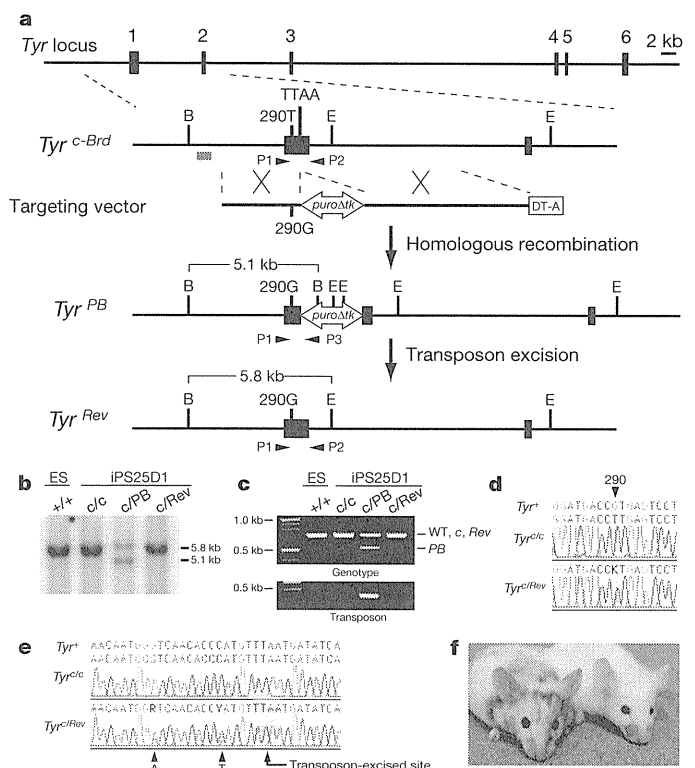 a
Tyr locus 1 2 3 4 5 6 2 kb
TTAA
B 290T E E
Tyr c-Brd
P1 P2
Targeting vector puroΔtk DT-A
290G
Homologous recombination
5.1 kb
B 290G B E E E E
Tyr PB puroΔtk
P1 P3
Transposon excision
5.8 kb
B 290G E E
Tyr Rev
P1 P2
b ES iPS25D1
+/+ c/c c/PB c/Rev
5.8 kb
5.1 kb
c ES iPS25D1
+/+ c/c c/PB c/Rev
1.0 kb
WT, c, Rev
0.5 kb
PB
Genotype
0.5 kb
Transposon
d 290
Tyr+
Tyrc/c
Tyrc/Rev
e
Tyr+
Tyrc/c
Tyrc/Rev
A T Transposon-excised site
f